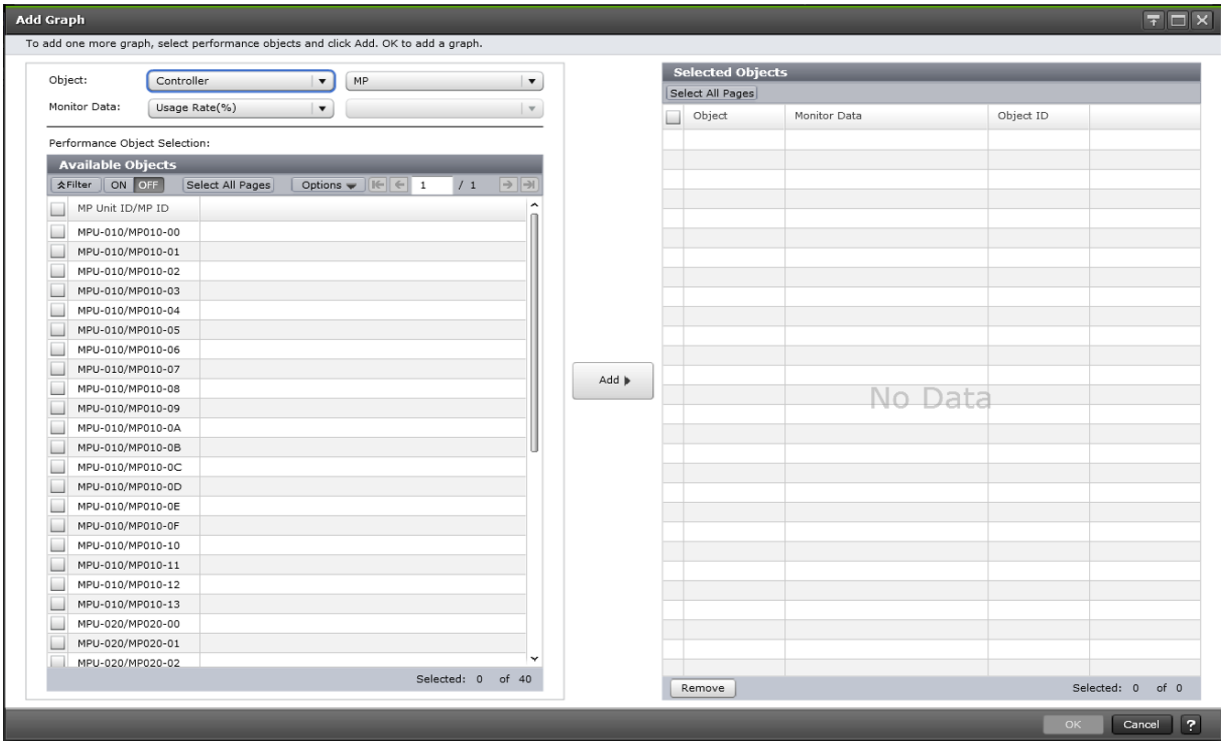 Add Graph
To add one more graph, select performance objects and click Add. OK to add a graph.
Object: Controller MP
Monitor Data: Usage Rate(%)
Performance Object Selection:
Available Objects
Filter ON OFF Select All Pages Options 1 / 1
MP Unit ID/MP ID
MPU-010/MP010-00
MPU-010/MP010-01
MPU-010/MP010-02
MPU-010/MP010-03
MPU-010/MP010-04
MPU-010/MP010-05
MPU-010/MP010-06
MPU-010/MP010-07
MPU-010/MP010-08
MPU-010/MP010-09
MPU-010/MP010-0A
MPU-010/MP010-0B
MPU-010/MP010-0C
MPU-010/MP010-0D
MPU-010/MP010-0E
MPU-010/MP010-0F
MPU-010/MP010-10
MPU-010/MP010-11
MPU-010/MP010-12
MPU-010/MP010-13
MPU-020/MP020-00
MPU-020/MP020-01
MPU-020/MP020-02
Selected: 0 of 40
Add
Selected Objects
Select All Pages
Object Monitor Data Object ID
No Data
Remove Selected: 0 of 0
OK Cancel ?